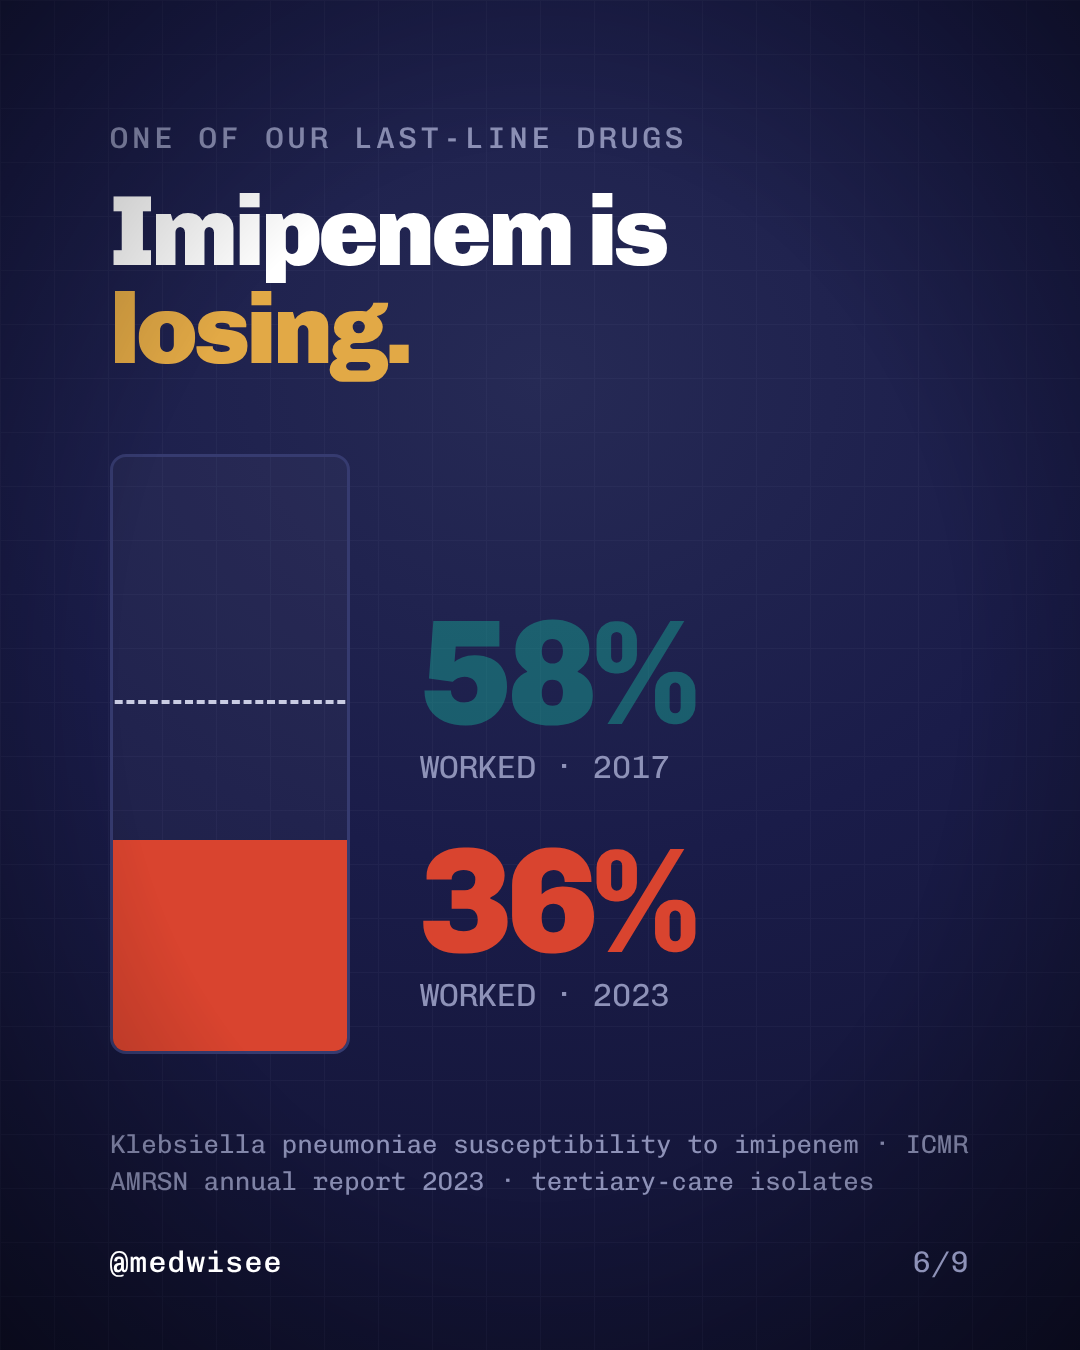 ONE OF OUR LAST-LINE DRUGS
Imipenem is
losing.
58%
WORKED · 2017
36%
WORKED · 2023
Klebsiella pneumoniae susceptibility to imipenem · ICMR
AMRSN annual report 2023 · tertiary-care isolates
@medwisee
6/9